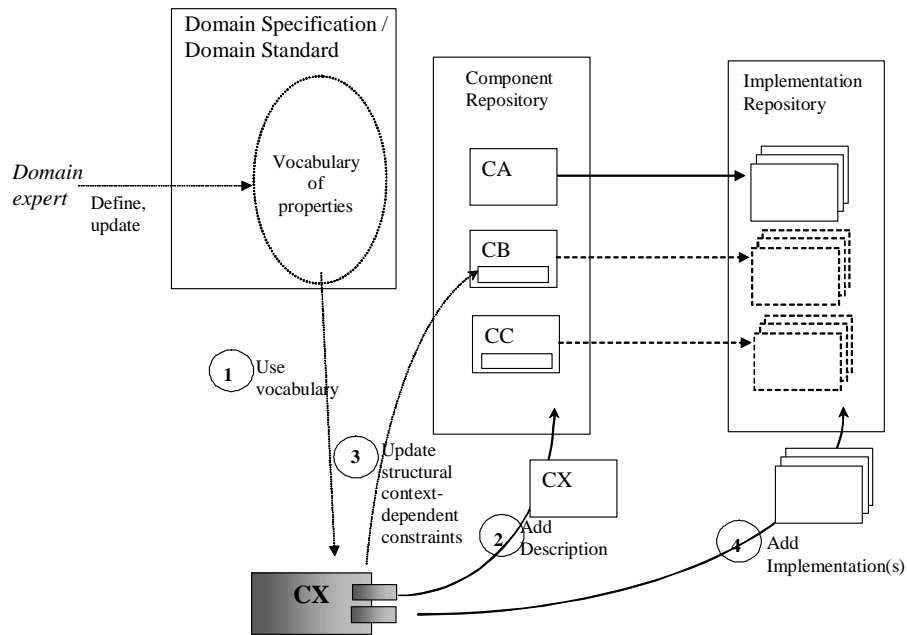 Domain Specification /
Domain Standard
Component
Repository
Implementation
Repository
Vocabulary
of
properties
Domain
expert
Define,
update
CA
CB
CC
1
Use
vocabulary
3
Update
structural
context-
dependent
constraints
CX
2
Add
Description
4
Add
Implementation(s)
CX